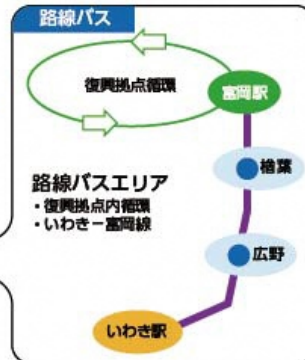 路線バス
復興拠点循環
富岡駅
楢葉
路線バスエリア
・復興拠点内循環
・いわき－富岡線
広野
いわき駅